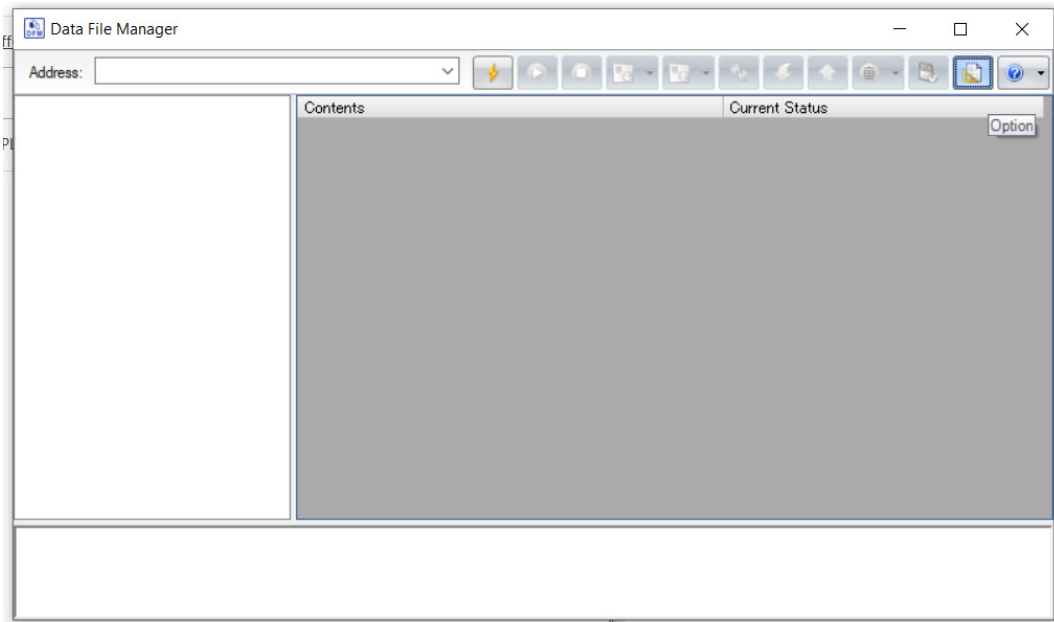 Data File Manager
Address:
Contents
Current Status
Option